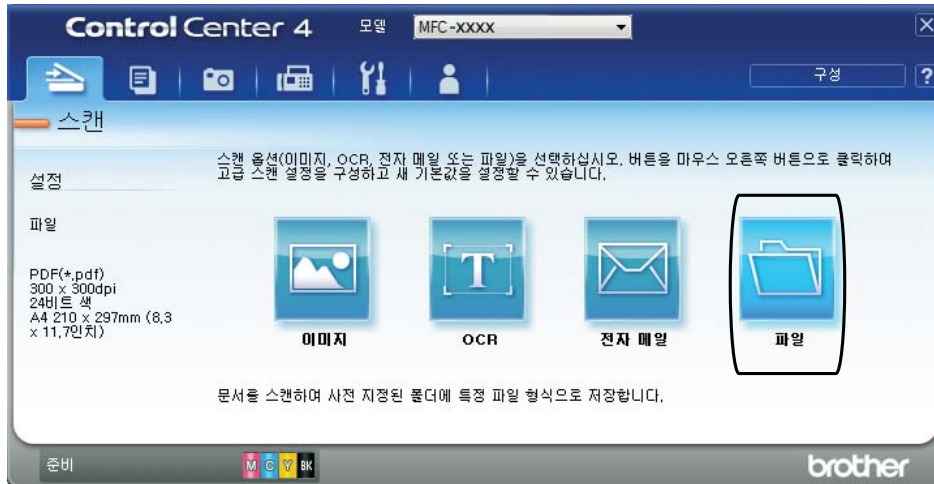 Control Center 4
모델
MFC-XXXX
구성
?
스캔
설정
파일
PDF(*.pdf)
300 x 300dpi
24비트 색
A4 210 x 297mm (8,3
x 11,7인치)
스캔 옵션(이미지, OCR, 전자 메일 또는 파일)을 선택하십시오. 버튼을 마우스 오른쪽 버튼으로 클릭하여
고급 스캔 설정을 구성하고 새 기본값을 설정할 수 있습니다.
T
이미지
OCR
전자 메일
파일
문서를 스캔하여 사전 지정된 폴더에 특정 파일 형식으로 저장합니다.
준비
M C Y BK
brother